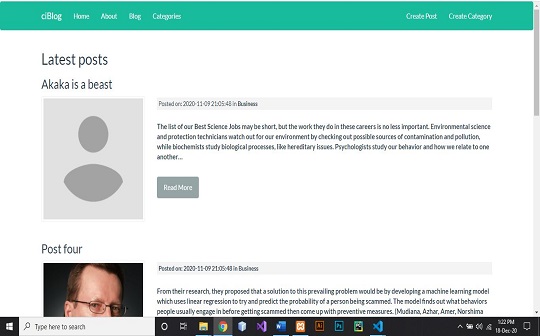 ciBlog Home About Blog Categories Create Post Create Category
Latest posts
Akaka is a beast
Posted on: 2020-11-09 21:05:48 in Business
The list of our Best Science Jobs may be short, but the work they do in these careers is no less important. Environmental science
and protection technicians watch out for our environment by checking out possible sources of contamination and pollution,
while biochemists study biological processes, like hereditary issues. Psychologists study our behavior and how we relate to one
another...
Read More
Post four
Posted on: 2020-11-09 21:05:48 in Business
From their research, they proposed that a solution to this prevailing problem would be by developing a machine learning model
which uses linear regression to try and predict the probability of a person being scammed. The model finds out what behaviors
people usually engage in before getting scammed then come up with preventive measures. (Mudiana, Azhar, Amer, Norshima
Type here to search
1:22 PM
18-Dec-20